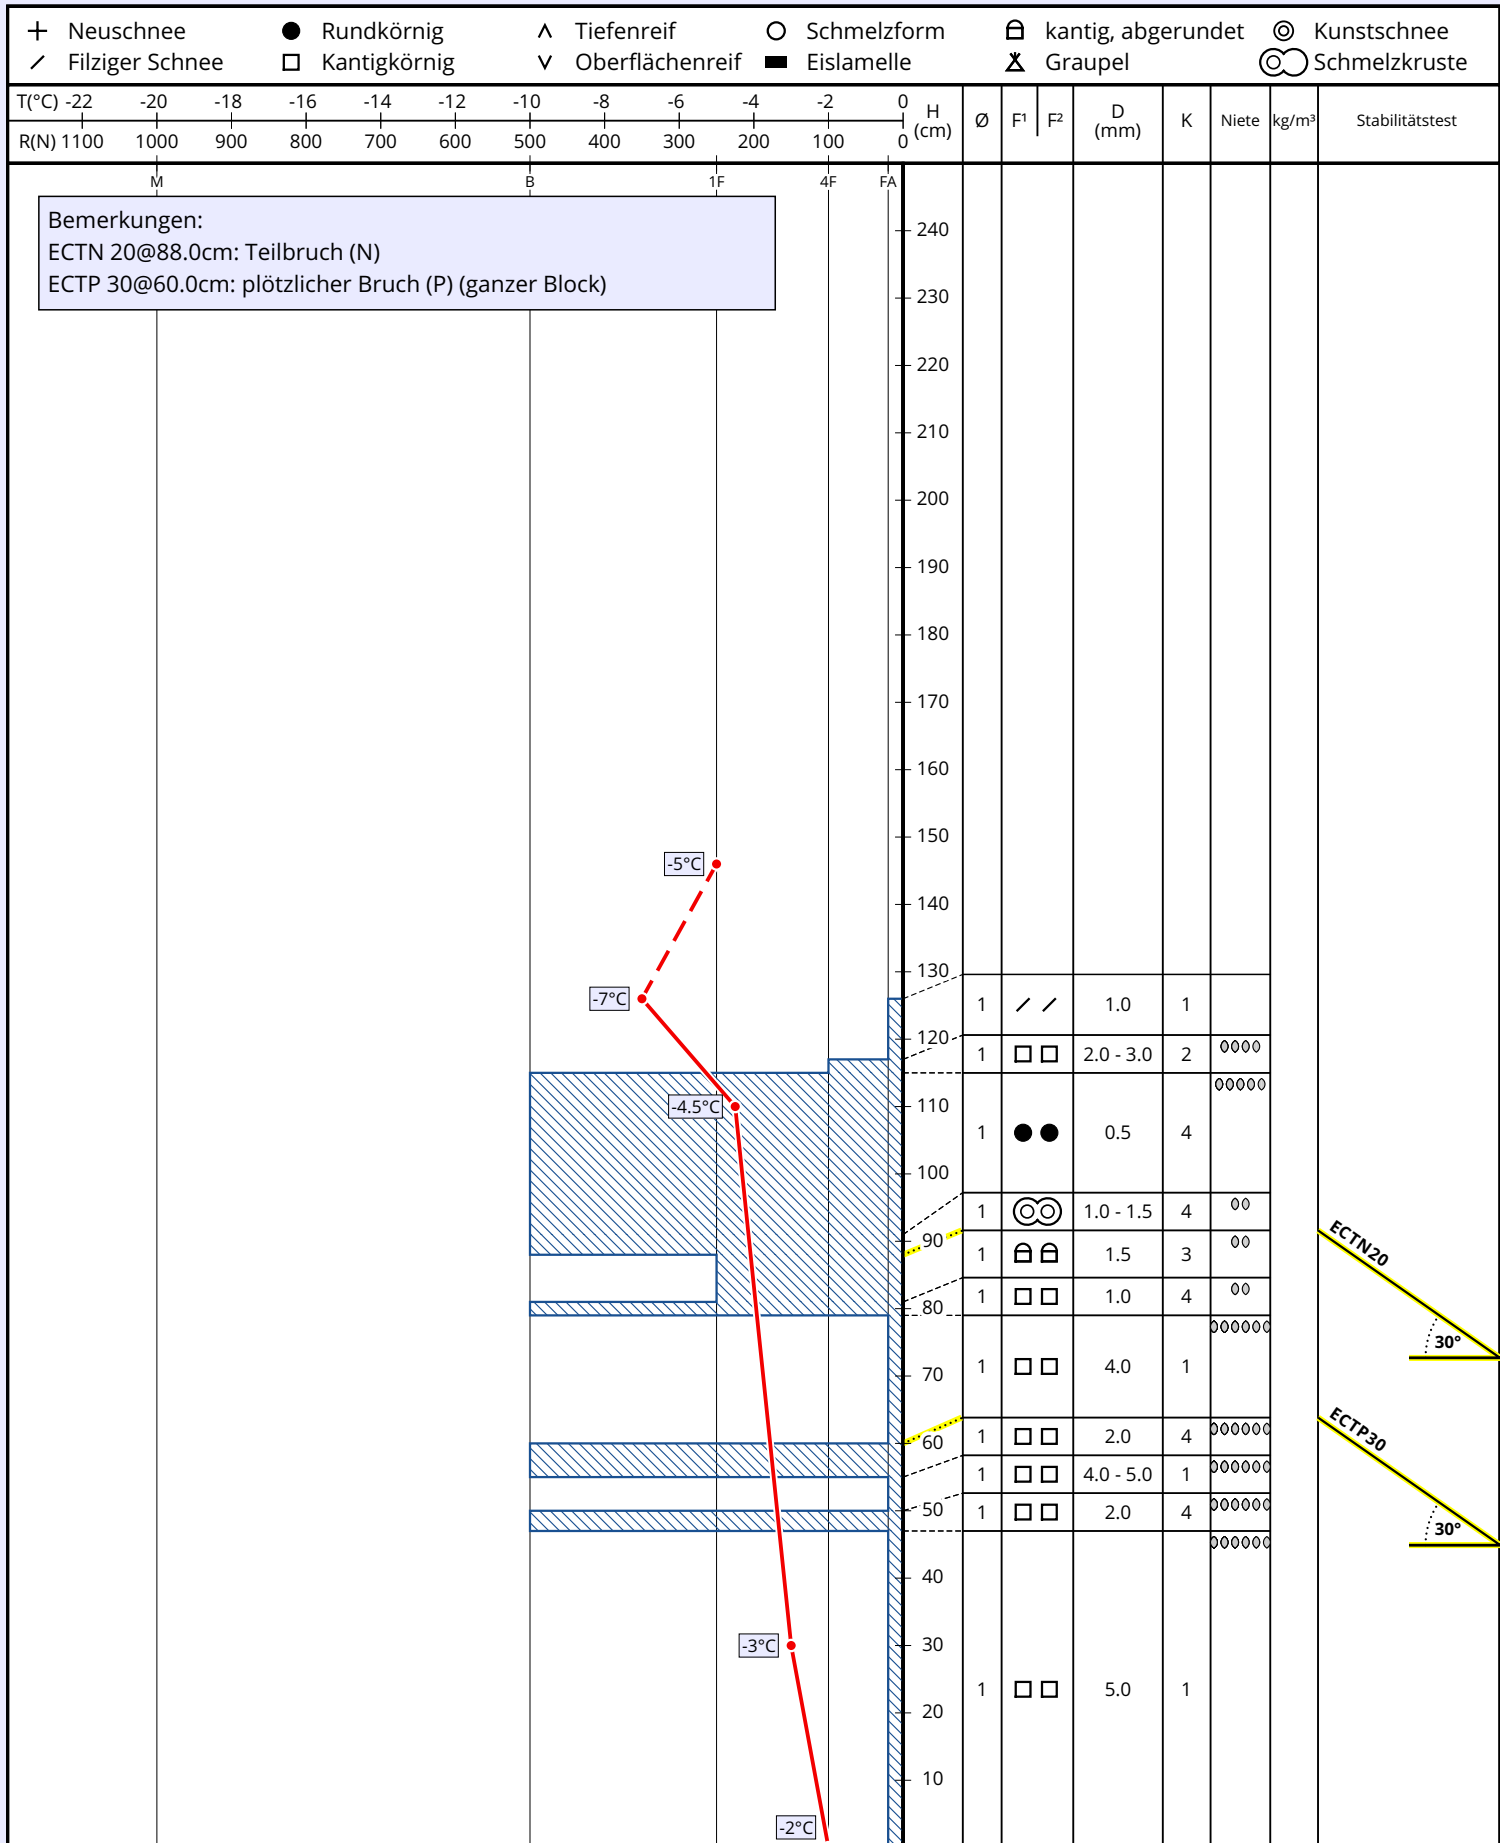 Neuschnee Rundkörnig Tiefenreif Schmelzform kantig, abgerundet Kunstschnee
Filziger Schnee Kantigkörnig Oberflächenreif Eislamelle Graupel Schmelzkruste
T(°C) -22 -20 -18 -16 -14 -12 -10 -8 -6 -4 -2 0
R(N) 1100 1000 900 800 700 600 500 400 300 200 100 0
H (cm) Ø F¹ F² D (mm) K Niete kg/m³ Stabilitätstest
M B 1F 4F FA
Bemerkungen:
ECTN 20@88.0cm: Teilbruch (N)
ECTP 30@60.0cm: plötzlicher Bruch (P) (ganzer Block)
240
230
220
210
200
190
180
170
160
150
-5°C
140
130
-7°C
1 1.0 1
120
1 2.0 - 3.0 2
-4.5°C 110
1 0.5 4
100
1 1.0 - 1.5 4
90
ECTN20
1 1.5 3
1 1.0 4
80
30°
1 4.0 1
70
ECTP30
60
1 2.0 4
1 4.0 - 5.0 1
50
1 2.0 4
30°
40
-3°C 30
1 5.0 1
20
10
-2°C